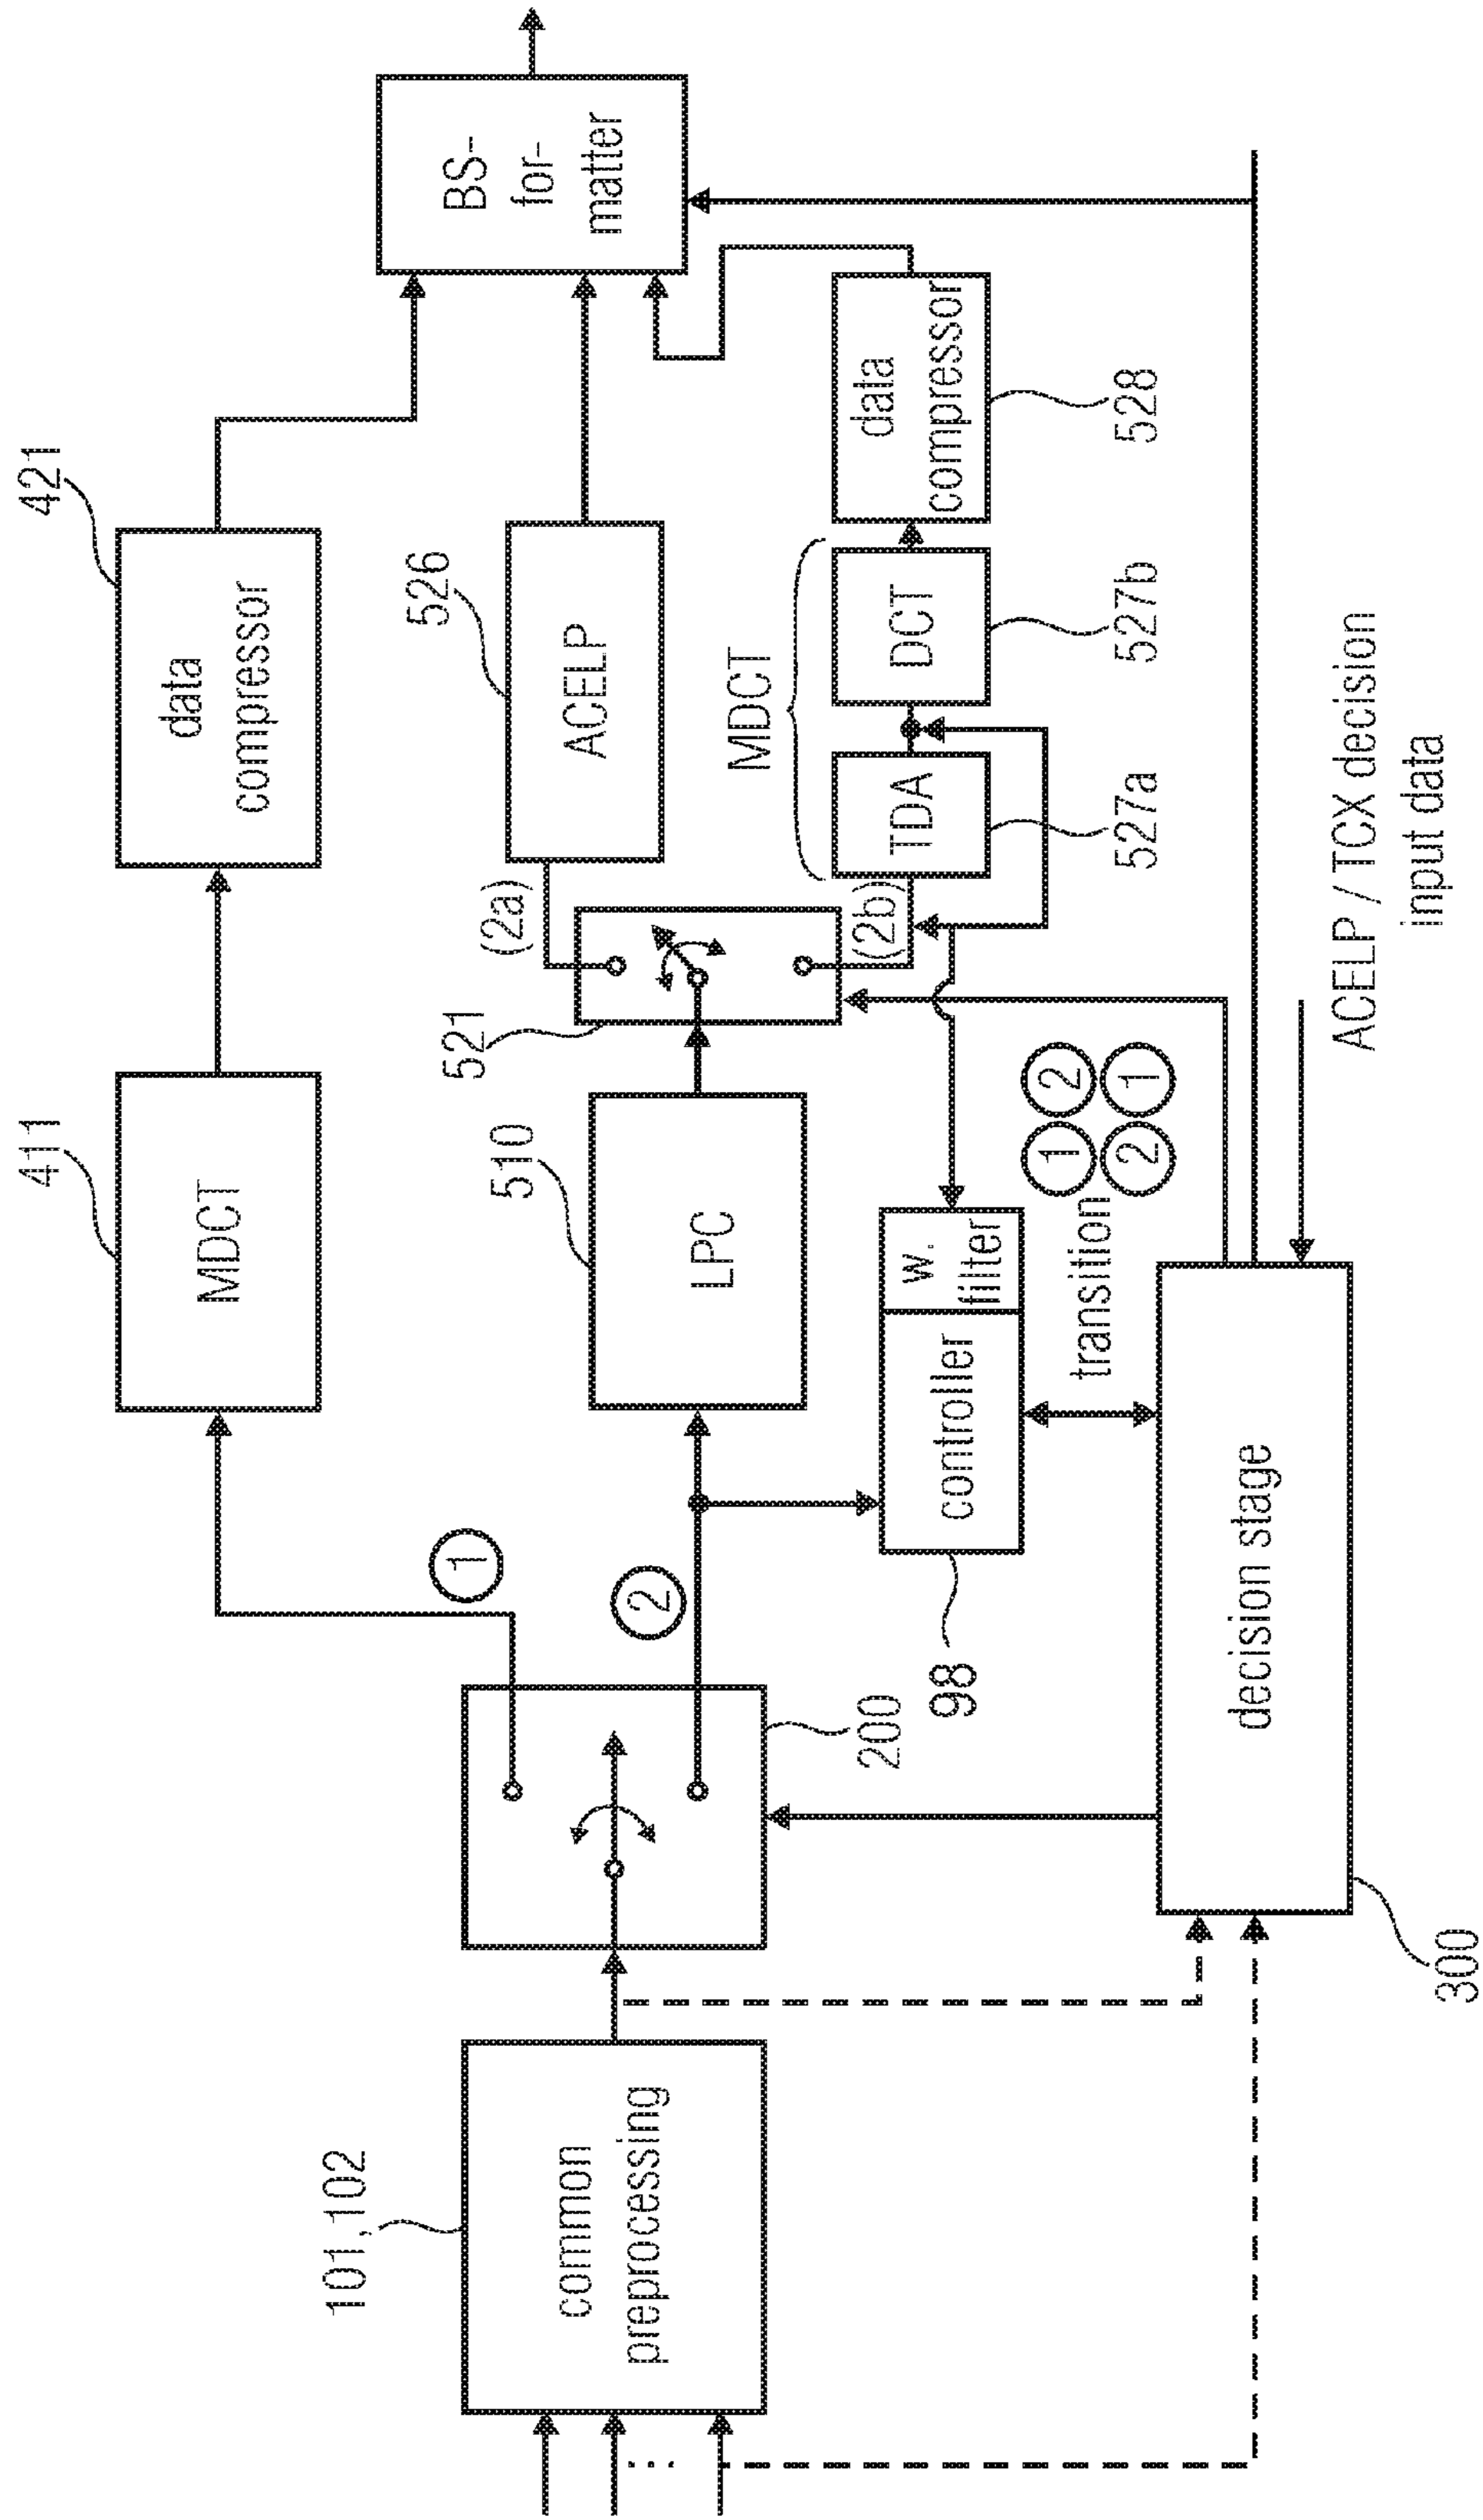 421
411
data
compressor
MDCT
526
510
521
(2a)
ACELP
BS-
for-
matter
LPC
101,102
common
preprocessing
1
2
200
98
controller
w.
filter
(2b)
MDCT
TDA
DCT
data
compressor
527a
527b
528
transition
1 2
2 1
decision stage
300
ACELP / TCX decision
input data